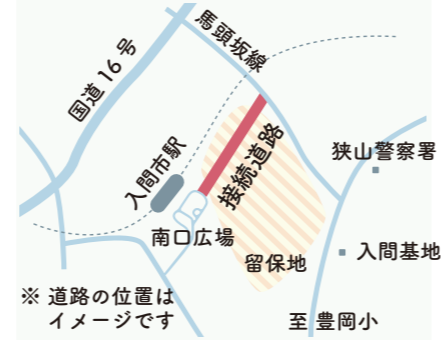 馬頭坂線
国道16号
入間市駅
接続道路
狭山警察署
南口広場
入間基地
留保地
※ 道路の位置は
イメージです
至 豊岡小